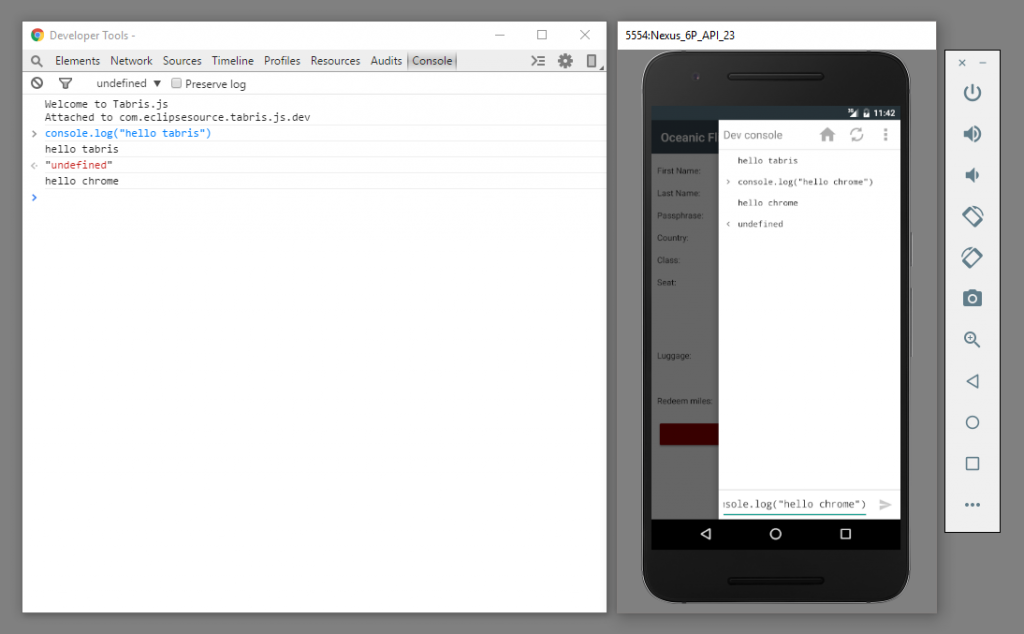 Developer Tools -
Elements Network Sources Timeline Profiles Resources Audits Console
undefined ▼ Preserve log
Welcome to Tabris.js
Attached to com.eclipsesource.tabris.js.dev
> console.log("hello tabris")
hello tabris
"undefined"
hello chrome
>
5554:Nexus_6P_API_23
11:42
Oceanic Fl
First Name:
Last Name:
Passphrase:
Country:
Class:
Seat:
Luggage:
Redeem miles:
Dev console
hello tabris
> console.log("hello chrome")
hello chrome
< undefined
sole.log("hello chrome")